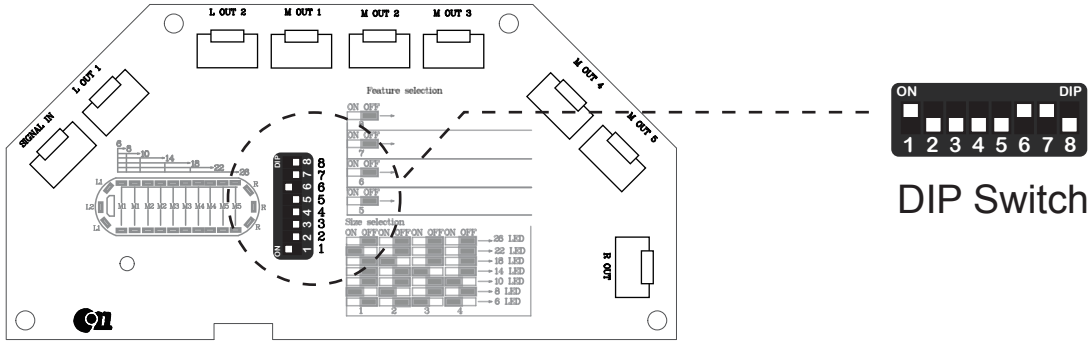 L OUT 2
M OUT 1
M OUT 2
M OUT 3
L OUT 1
SIGNAL IN
M OUT 4
M OUT 5
R OUT
Feature selection
ON OFF
8
ON OFF
7
ON OFF
6
ON OFF
5
Size selection
ON OFF ON OFF ON OFF ON OFF
26 LED
22 LED
18 LED
14 LED
10 LED
8 LED
6 LED
1 2 3 4
6
8
10
14
18
22
26
L1 R
L2 M1 M1 M2 M2 M3 M3 M4 M4 M5 M5 R
L1 R
DIP
8 8
7 7
6 6
5 5
4 4
3 3
2 2
1 1
ON
On
ON DIP
1 2 3 4 5 6 7 8
DIP Switch